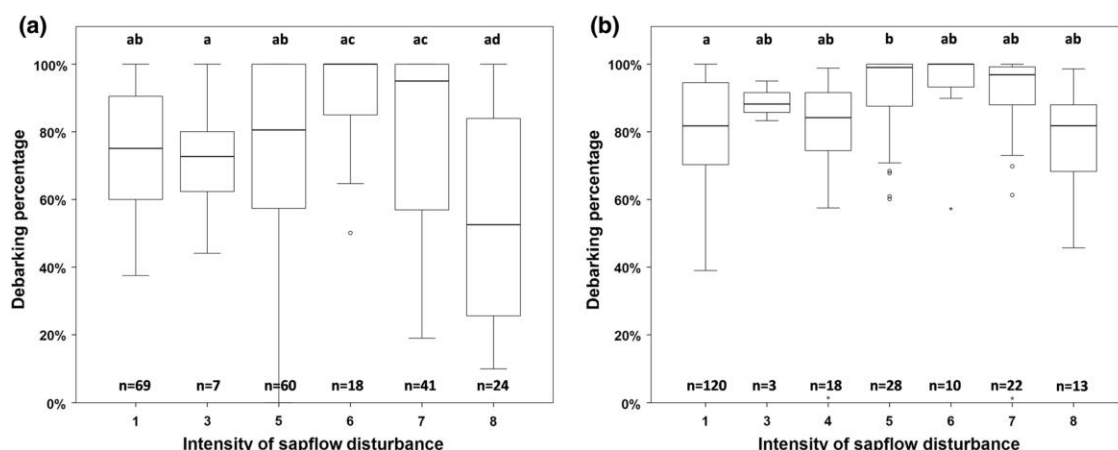 (a)
ab a ab ac ac ad
100%
80%
60%
40%
20%
0%
Debarking percentage
n=69 n=7 n=60 n=18 n=41 n=24
1 3 5 6 7 8
Intensity of sapflow disturbance
(b)
a ab ab b ab ab ab
100%
80%
60%
40%
20%
0%
Debarking percentage
n=120 n=3 n=18 n=28 n=10 n=22 n=13
1 3 4 5 6 7 8
Intensity of sapflow disturbance